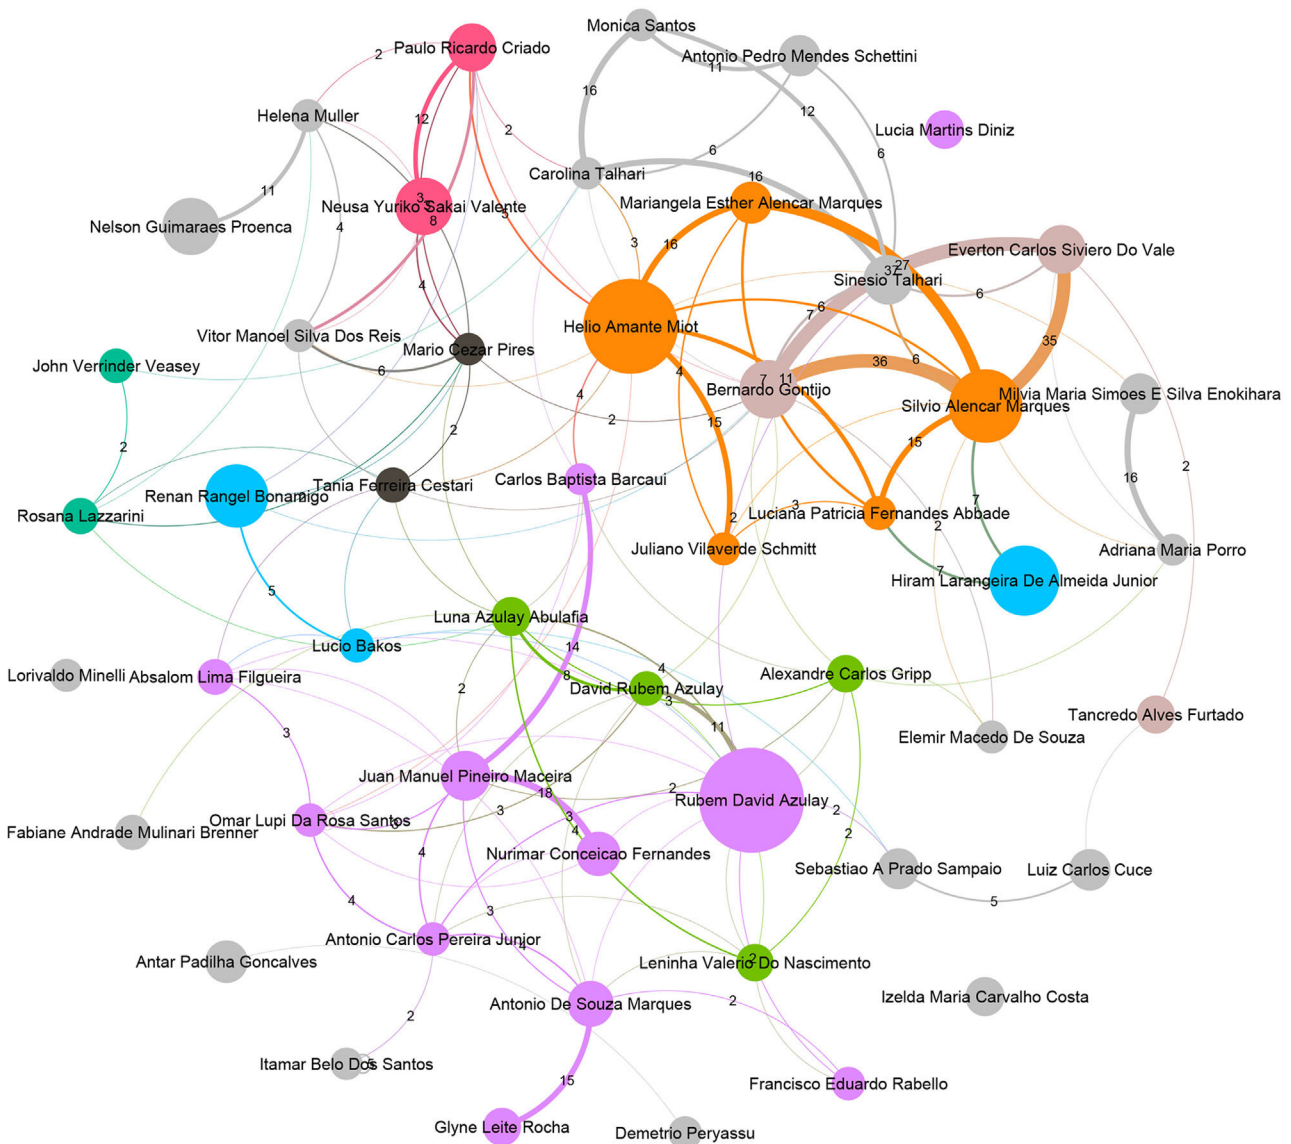 Monica Santos
Paulo Ricardo Criado
2
Antonio Pedro Mendes Schettini
11
16
12
Helena Muller
12
2
Lucia Martins Diniz
6
6
Carolina Talhari
16
11
3
Neusa Yuriko Sakai Valente
8
5
Mariangela Esther Alencar Marques
Nelson Guimaraes Proenca
4
3
16
Everton Carlos Siviero Do Vale
37
27
Sinesio Talhari
4
6
6
7
Helio Amante Miot
Vitor Manoel Silva Dos Reis
Mario Cezar Pires
35
John Verrinder Veasey
6
4
7
11
36
6
Bernardo Gontijo
Milvia Maria Simoes E Silva Enokihara
Silvio Alencar Marques
4
2
15
2
2
15
2
16
Carlos Baptista Barcaui
Tania Ferreira Cestari
Renan Rangel Bonamigo
7
Rosana Lazzarini
2
3
Luciana Patricia Fernandes Abbade
2
Juliano Vilaverde Schmitt
Adriana Maria Porro
7
Hiram Larangeira De Almeida Junior
5
Luna Azulay Abulafia
Lucio Bakos
14
Lorivaldo Minelli
Absalom Lima Filgueira
8
4
Alexandre Carlos Gripp
2
David Rubem Azulay
3
Tancredo Alves Furtado
11
3
Elemir Macedo De Souza
Juan Manuel Pineiro Maceira
18
2
Rubem David Azulay
3
3
2
Omar Lupi Da Rosa Santos
3
4
2
Fabiane Andrade Mulinari Brenner
4
Nurimar Conceicao Fernandes
Sebastiao A Prado Sampaio
Luiz Carlos Cuce
4
3
5
Antonio Carlos Pereira Junior
4
Antar Padilha Goncalves
2
Leninha Valerio Do Nascimento
Izelda Maria Carvalho Costa
Antonio De Souza Marques
2
2
Itamar Belo Dos Santos
5
15
Francisco Eduardo Rabello
Glyne Leite Rocha
Demetrio Peryassu